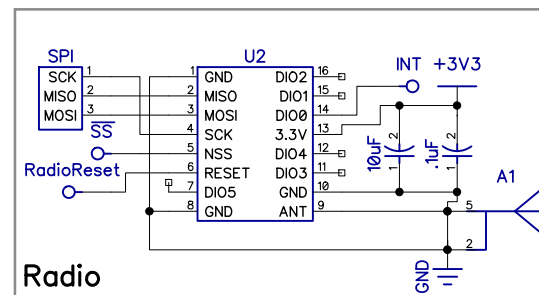 SPI
U2
INT
+3V3
SCK 1
MISO 2
MOSI 3
SS
RadioReset
1 GND
2 MISO
3 MOSI
4 SCK
5 NSS
6 RESET
7 DIO5
8 GND
DIO2 16
DIO1 15
DIO0 14
3.3V 13
DIO4 12
DIO3 11
GND 10
ANT 9
10uF 1 2
.1uF 1 2
A1
5
2
GND
Radio